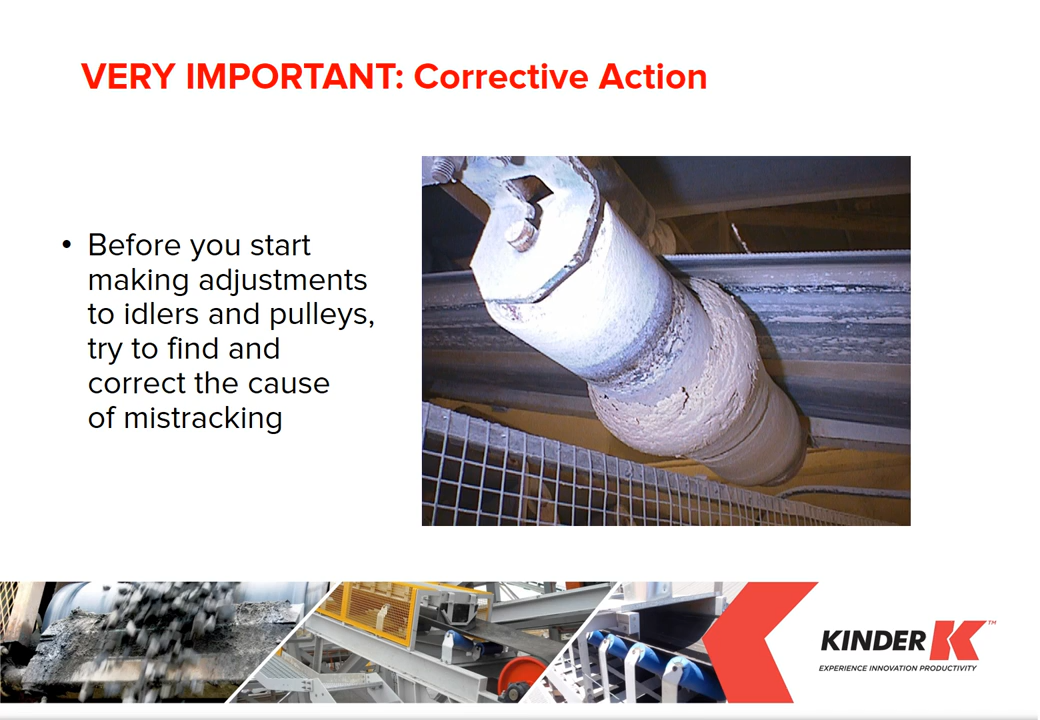 VERY IMPORTANT: Corrective Action
• Before you start
making adjustments
to idlers and pulleys,
try to find and
correct the cause
of mistracking
KINDER K™
EXPERIENCE INNOVATION PRODUCTIVITY